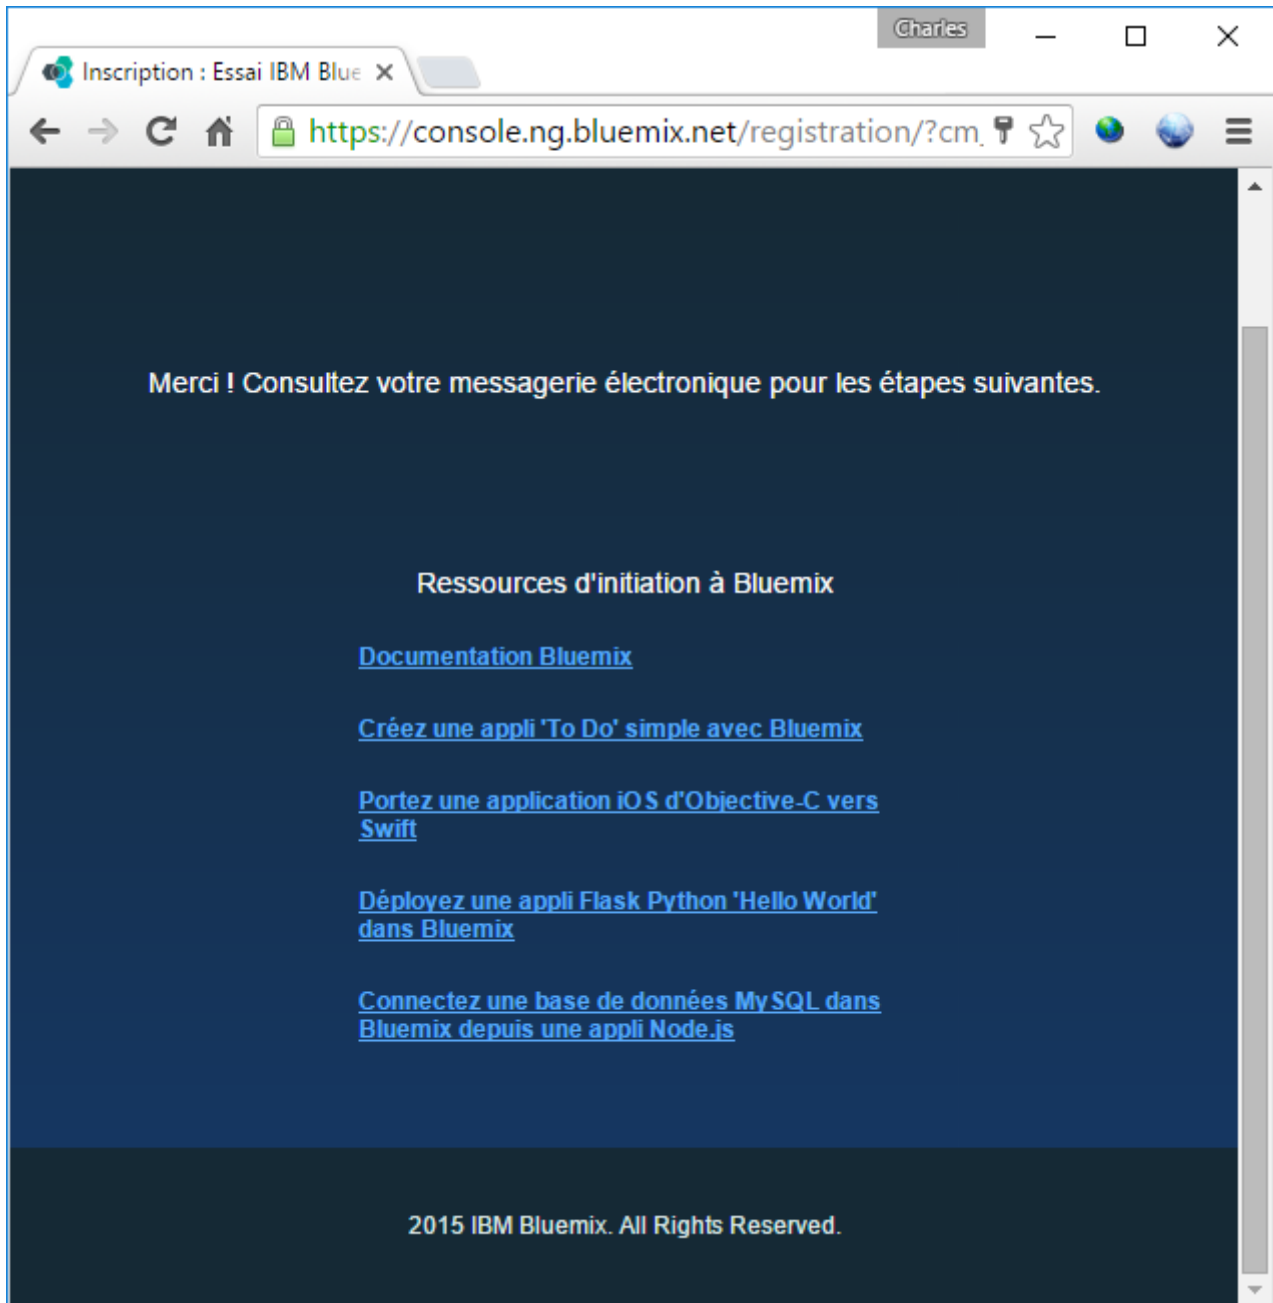 Charles
Inscription : Essai IBM Blue
https://console.ng.bluemix.net/registration/?cm_
Merci ! Consultez votre messagerie électronique pour les étapes suivantes.
Ressources d'initiation à Bluemix
Documentation Bluemix
Créez une appli 'To Do' simple avec Bluemix
Portez une application iOS d'Objective-C vers
Swift
Déployez une appli Flask Python 'Hello World'
dans Bluemix
Connectez une base de données MySQL dans
Bluemix depuis une appli Node.js
2015 IBM Bluemix. All Rights Reserved.